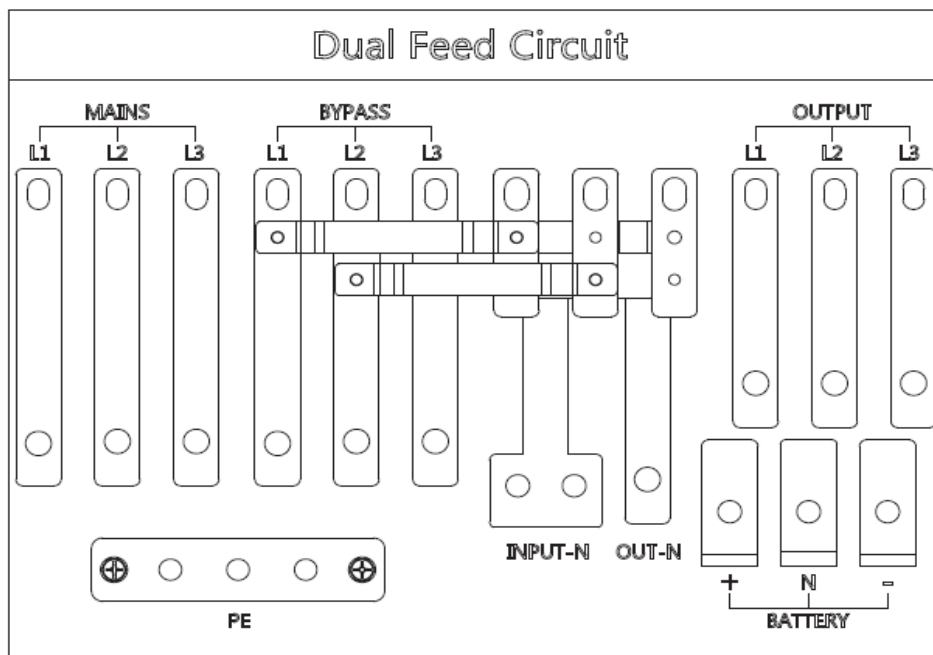 Dual Feed Circuit
MAINS BYPASS OUTPUT
L1 L2 L3 L1 L2 L3 L1 L2 L3
INPUT-N OUT-N
+ N -
PE BATTERY